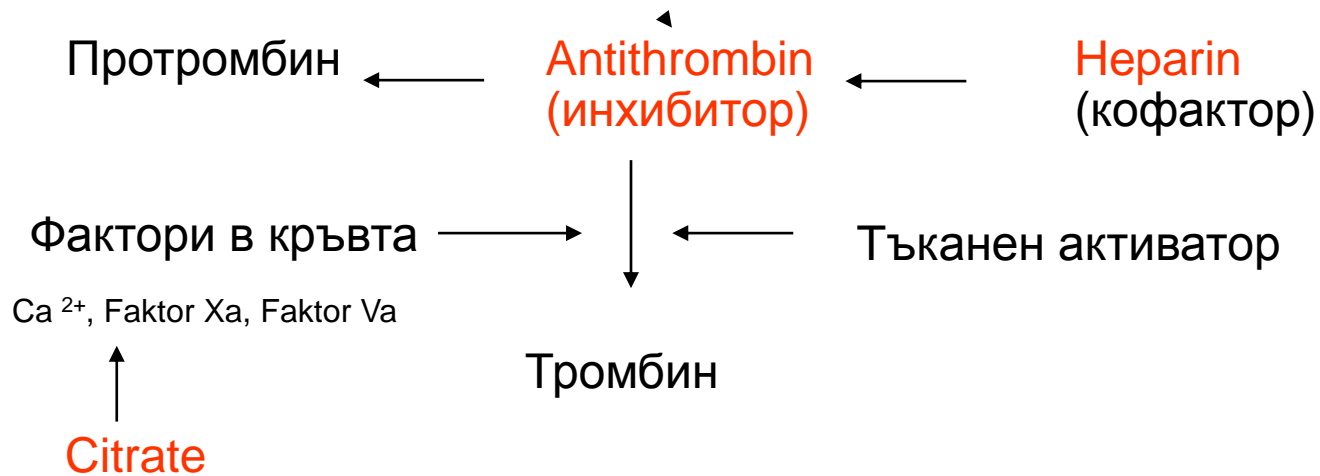 Протромбин
Antithrombin
(инхибитор)
Heparin
(кофактор)
Фактори в кръвта
Тъканен активатор
Ca 2+, Faktor Xa, Faktor Va
Тромбин
Citrate